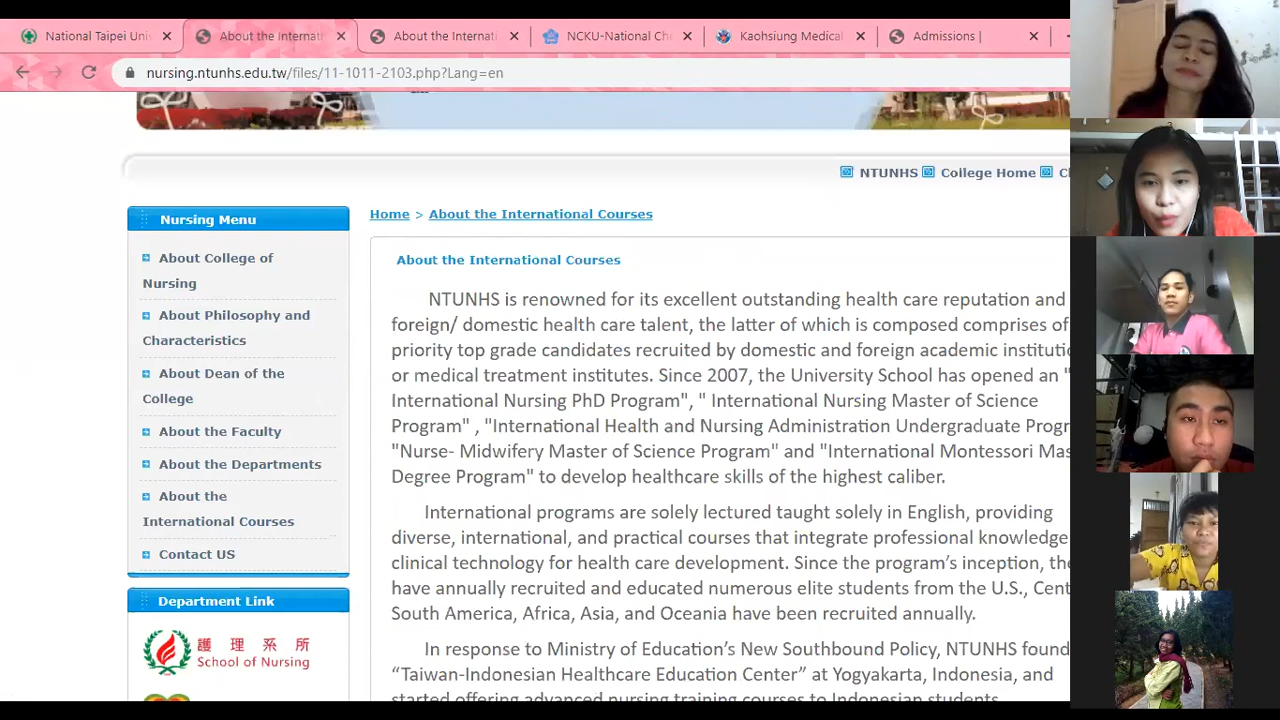 National Taipei Uni
About the Internati
About the Internati
NCKU-National Che
Kaohsiung Medical
Admissions |
nursing.ntunhs.edu.tw/files/11-1011-2103.php?Lang=en
NTUNHS College Home
Home > About the International Courses
Nursing Menu
About College of
Nursing
About Philosophy and
Characteristics
About Dean of the
College
About the Faculty
About the Departments
About the
International Courses
Contact US
Department Link
護理系所
School of Nursing
About the International Courses
NTUNHS is renowned for its excellent outstanding health care reputation and
foreign/ domestic health care talent, the latter of which is composed comprises of
priority top grade candidates recruited by domestic and foreign academic instituti
or medical treatment institutes. Since 2007, the University School has opened an "
International Nursing PhD Program", " International Nursing Master of Science
Program" , "International Health and Nursing Administration Undergraduate Progr
"Nurse- Midwifery Master of Science Program" and "International Montessori Mas
Degree Program" to develop healthcare skills of the highest caliber.
International programs are solely lectured taught solely in English, providing
diverse, international, and practical courses that integrate professional knowledge
clinical technology for health care development. Since the program’s inception, the
have annually recruited and educated numerous elite students from the U.S., Cent
South America, Africa, Asia, and Oceania have been recruited annually.
In response to Ministry of Education’s New Southbound Policy, NTUNHS found
“Taiwan-Indonesian Healthcare Education Center” at Yogyakarta, Indonesia, and
started offering advanced nursing training courses to Indonesian students